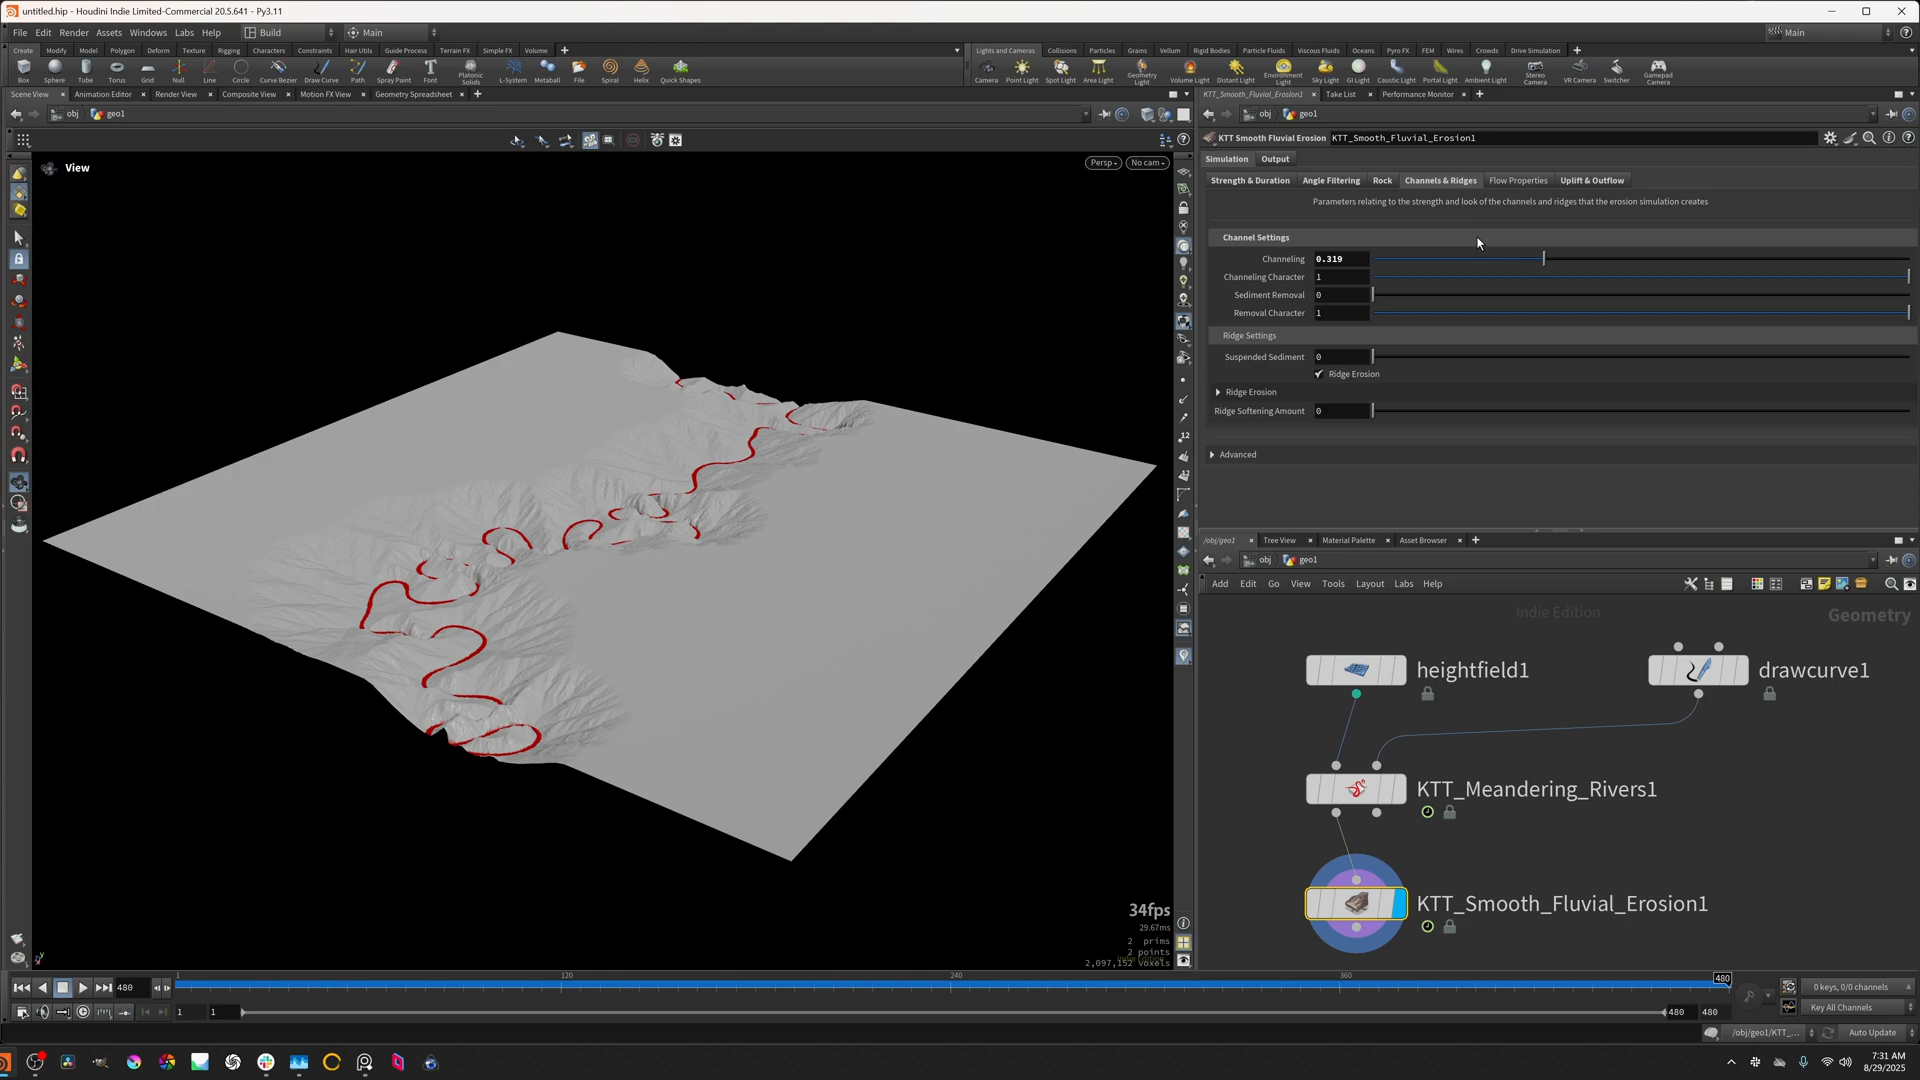 untitled.hip - Houdini Indie Limited-Commercial 20.5.641 - Py3.11
File Edit Render Assets Windows Labs Help Build Main Main
Create Modify Model Polygon Deform Texture Rigging Characters Constraints Hair Utils Guide Process Terrain FX Simple FX Volume
Lights and Cameras Collisions Particles Grains Vellum Rigid Bodies Particle Fluids Viscous Fluids Oceans Pyro FX FEM Wires Crowds Drive Simulation
Box Sphere Tube Torus Grid Null Line Circle Curve Bezier Draw Curve Path Spray Paint Font Platonic Solids L-System Metaball File Spiral Helix Quick Shapes
Camera Point Light Spot Light Area Light Geometry Light Volume Light Distant Light Environment Light Sky Light GI Light Caustic Light Portal Light Ambient Light Stereo Camera VR Camera Switcher Gamepad Camera
Scene View Animation Editor Render View Composite View Motion FX View Geometry Spreadsheet
obj geo1
View
Persp No cam
34fps
29.67ms
2 prims
2 points
2,097,152 voxels
KTT_Smooth_Fluvial_Erosion1 Take List Performance Monitor
obj geo1
KTT Smooth Fluvial Erosion KTT_Smooth_Fluvial_Erosion1
Simulation Output
Strength & Duration Angle Filtering Rock Channels & Ridges Flow Properties Uplift & Outflow
Parameters relating to the strength and look of the channels and ridges that the erosion simulation creates
Channel Settings
Channeling 0.319
Channeling Character 1
Sediment Removal 0
Removal Character 1
Ridge Settings
Suspended Sediment 0
Ridge Erosion
Ridge Erosion
Ridge Softening Amount 0
Advanced
/obj/geo1 Tree View Material Palette Asset Browser
obj geo1
Add Edit Go View Tools Layout Labs Help
Indie Edition
Geometry
heightfield1
drawcurve1
KTT_Meandering_Rivers1
KTT_Smooth_Fluvial_Erosion1
480 1 120 240 360 480
0 keys, 0/0 channels
1 1 480 480
Key All Channels
/obj/geo1/KTT_... Auto Update
7:31 AM
8/29/2025